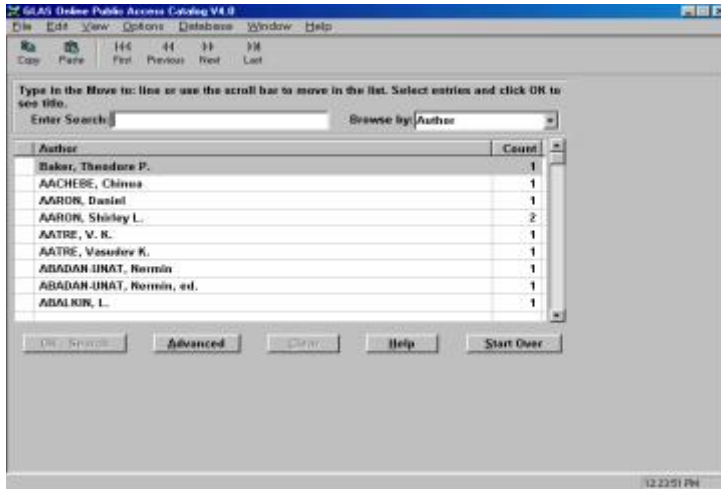 GLAS Online Public Access Catalog V4.0
File Edit View Options Database Window Help
Copy Paste First Previous Next Last
Type in the Move to: line or use the scroll bar to move in the list. Select entries and click OK to
see title.
Enter Search: Browse by: Author
Author Count
Baker, Theodore P. 1
AACHEBE, Chinua 1
AARON, Daniel 1
AARON, Shirley L. 2
AATRE, V. K. 1
AATRE, Vasudev K. 1
ABADAN-UNAT, Nermin 1
ABADAN-UNAT, Nermin, ed. 1
ABALKIN, L. 1
OK - Search Advanced Clear Help Start Over
12:23:51 PM